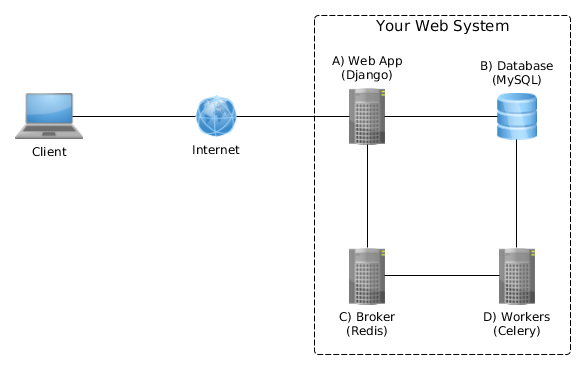 Your Web System
A) Web App
(Django)
B) Database
(MySQL)
Client
Internet
C) Broker
(Redis)
D) Workers
(Celery)